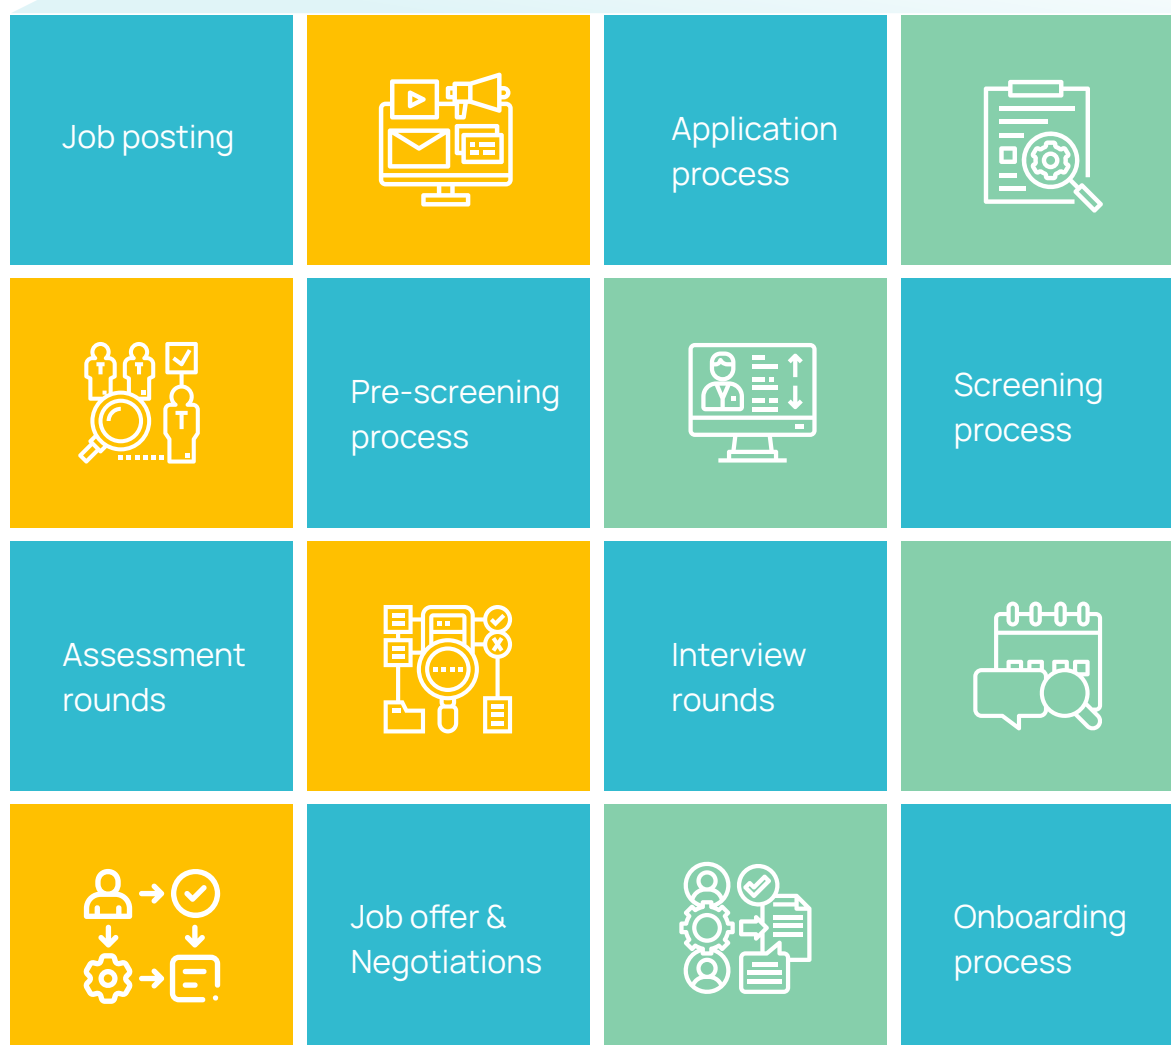 Job posting
Application
process
Pre-screening
process
Screening
process
Assessment
rounds
Interview
rounds
Job offer &
Negotiations
Onboarding
process